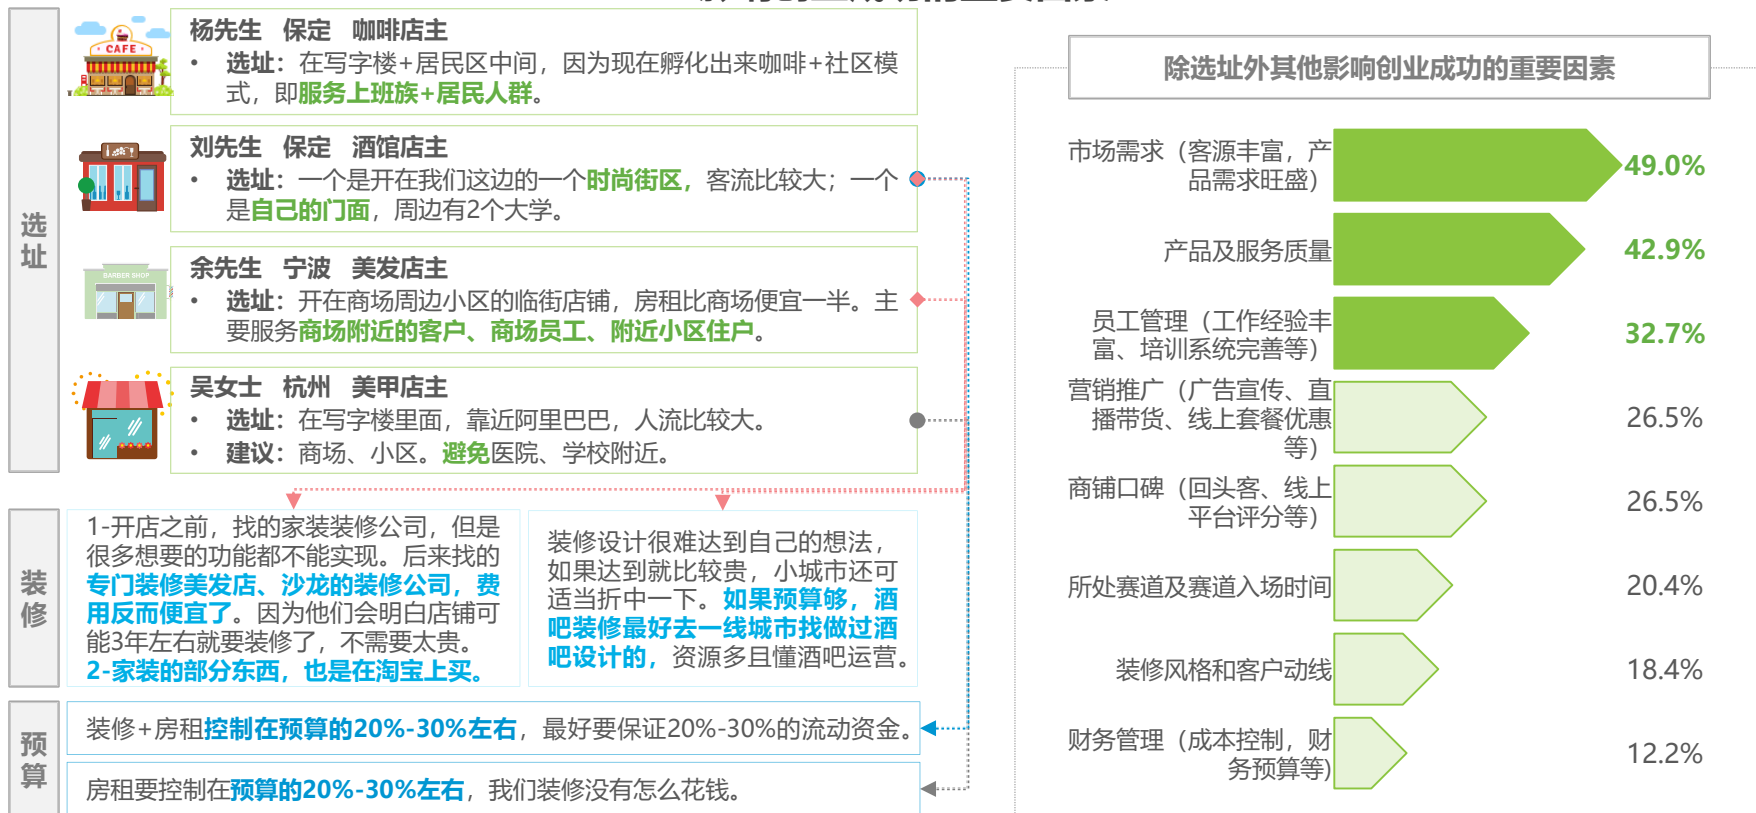 选址
CAFE
杨先生 保定 咖啡店主
• 选址：在写字楼+居民区中间，因为现在孵化出来咖啡+社区模
式，即服务上班族+居民人群。
刘先生 保定 酒馆店主
• 选址：一个是开在我们这边的一个时尚街区，客流比较大；一个
是自己的门面，周边有2个大学。
BARBER SHOP
余先生 宁波 美发店主
• 选址：开在商场周边小区的临街店铺，房租比商场便宜一半。主
要服务商场附近的客户、商场员工、附近小区住户。
吴女士 杭州 美甲店主
• 选址：在写字楼里面，靠近阿里巴巴，人流比较大。
• 建议：商场、小区。避免医院、学校附近。
装修
1-开店之前，找的家装装修公司，但是
很多想要的功能都不能实现。后来找的
专门装修美发店、沙龙的装修公司，费
用反而便宜了。因为他们会明白店铺可
能3年左右就要装修了，不需要太贵。
2-家装的部分东西，也是在淘宝上买。
装修设计很难达到自己的想法，
如果达到就比较贵，小城市还可
适当折中一下。如果预算够，酒
吧装修最好去一线城市找做过酒
吧设计的，资源多且懂酒吧运营。
预算
装修+房租控制在预算的20%-30%左右，最好要保证20%-30%的流动资金。
房租要控制在预算的20%-30%左右，我们装修没有怎么花钱。
除选址外其他影响创业成功的重要因素
市场需求（客源丰富，产
品需求旺盛）
49.0%
产品及服务质量
42.9%
员工管理（工作经验丰
富、培训系统完善等）
32.7%
营销推广（广告宣传、直
播带货、线上套餐优惠
等）
26.5%
商铺口碑（回头客、线上
平台评分等）
26.5%
所处赛道及赛道入场时间
20.4%
装修风格和客户动线
18.4%
财务管理（成本控制，财
务预算等)
12.2%